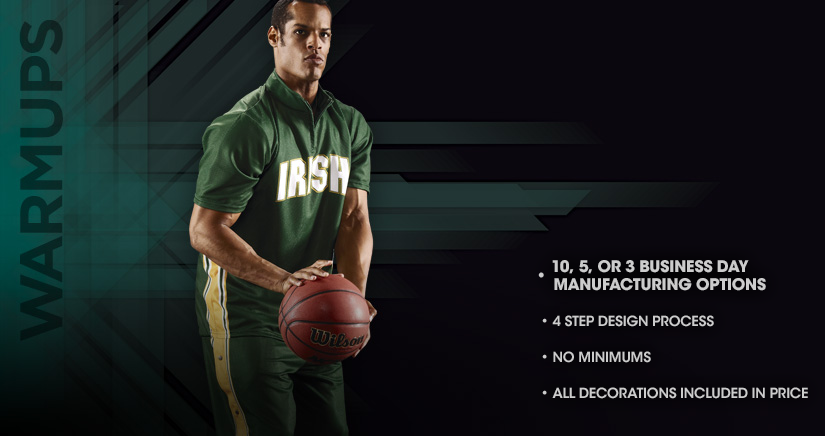 WARMUPS
IRISH
Wilson
10, 5, OR 3 BUSINESS DAY
MANUFACTURING OPTIONS
• 4 STEP DESIGN PROCESS
• NO MINIMUMS
• ALL DECORATIONS INCLUDED IN PRICE